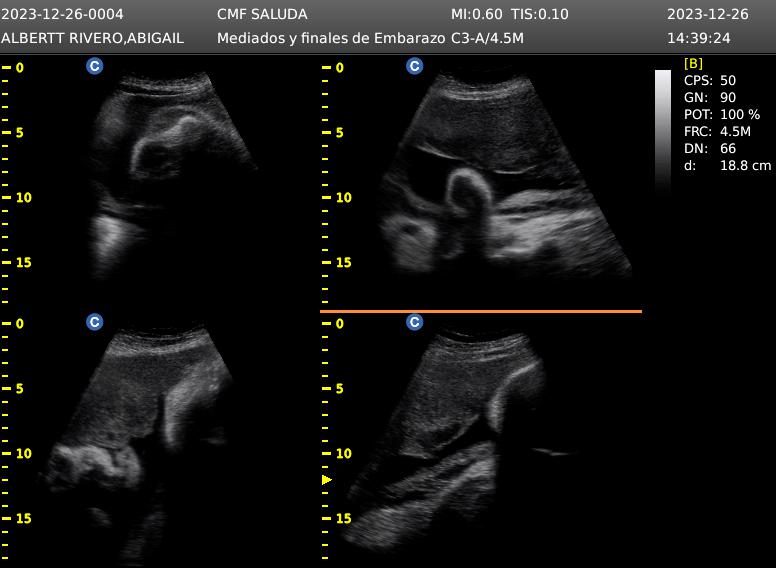 2023-12-26-0004 CMF SALUDA MI:0.60 TIS:0.10 2023-12-26
ALBERTT RIVERO,ABIGAIL Mediados y finales de Embarazo C3-A/4.5M 14:39:24
C
0
5
10
15
C
0
5
10
15
[B]
CPS: 50
GN: 90
POT: 100 %
FRC: 4.5M
DN: 66
d: 18.8 cm
C
0
5
10
15
C
0
5
10
15